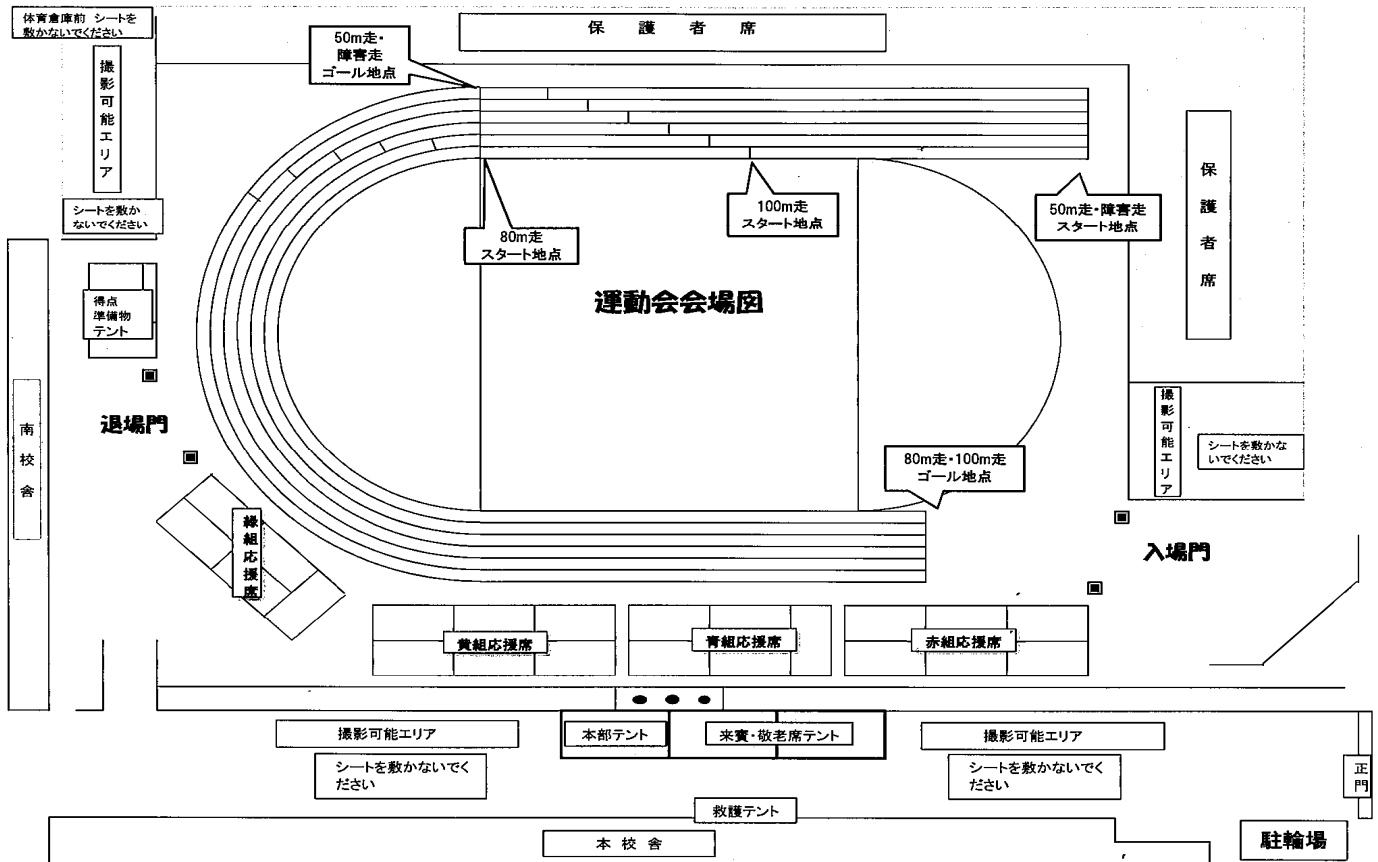 体育倉庫前 シートを
敷かないでください
保護者席
50m走・
障害走
ゴール地点
撮影可能エリア
保護者席
シートを敷か
ないでください
80m走
スタート地点
100m走
スタート地点
50m走・障害走
スタート地点
運動会会場図
得点
準備物
テント
退場門
南校舎
撮影可能エリア
シートを敷かな
いでください
80m走・100m走
ゴール地点
入場門
緑組応援席
黄組応援席
青組応援席
赤組応援席
撮影可能エリア
本部テント
来賓・敬老席テント
撮影可能エリア
シートを敷かないでく
ださい
シートを敷かないでく
ださい
正門
救護テント
本校舎
駐輪場